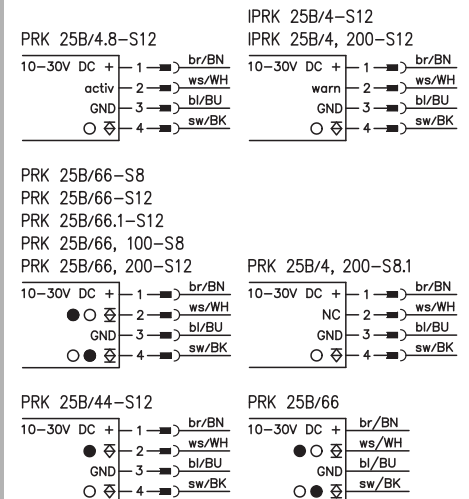 PRK 25B/4.8-S12
10-30V DC + 1 br/BN
activ 2 ws/WH
GND 3 bl/BU
4 sw/BK
IPRK 25B/4-S12
IPRK 25B/4, 200-S12
10-30V DC + 1 br/BN
warn 2 ws/WH
GND 3 bl/BU
4 sw/BK
PRK 25B/66-S8
PRK 25B/66-S12
PRK 25B/66.1-S12
PRK 25B/66, 100-S8
PRK 25B/66, 200-S12
10-30V DC + 1 br/BN
2 ws/WH
GND 3 bl/BU
4 sw/BK
PRK 25B/4, 200-S8.1
10-30V DC + 1 br/BN
NC 2 ws/WH
GND 3 bl/BU
4 sw/BK
PRK 25B/44-S12
10-30V DC + 1 br/BN
2 ws/WH
GND 3 bl/BU
4 sw/BK
PRK 25B/66
10-30V DC + br/BN
ws/WH
GND bl/BU
sw/BK